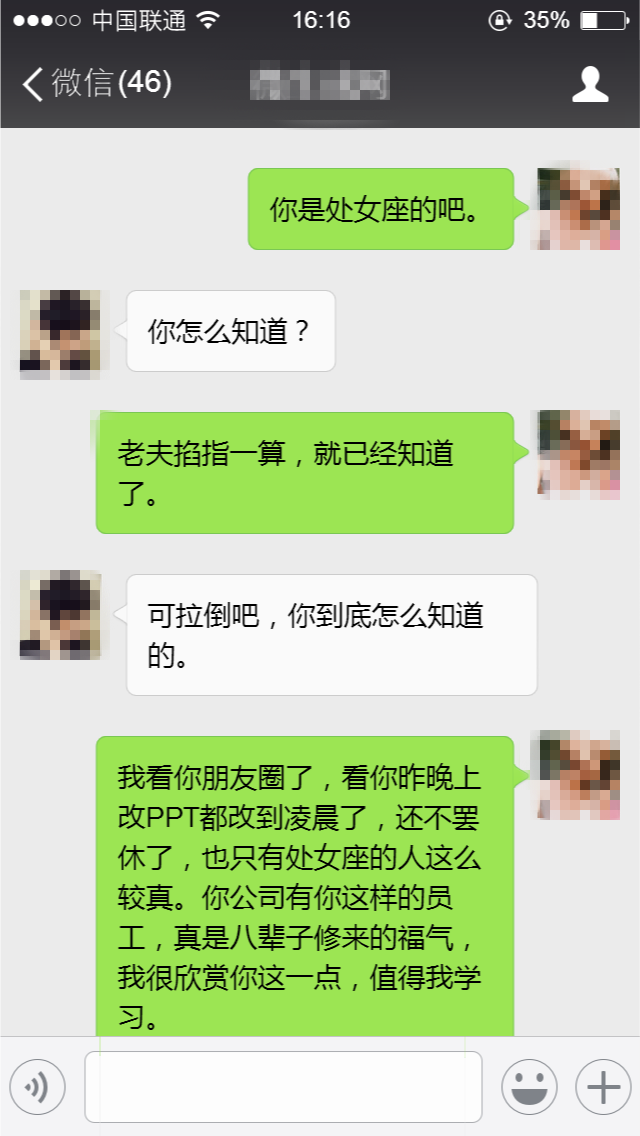 中国联通
16:16
35%
微信(46)
你是处女座的吧。
你怎么知道？
老夫掐指一算，就已经知道
了。
可拉倒吧，你到底怎么知道
的。
我看你朋友圈了，看你昨晚上
改PPT都改到凌晨了，还不罢
休了，也只有处女座的人这么
较真。你公司有你这样的员
工，真是八辈子修来的福气，
我很欣赏你这一点，值得我学
习。